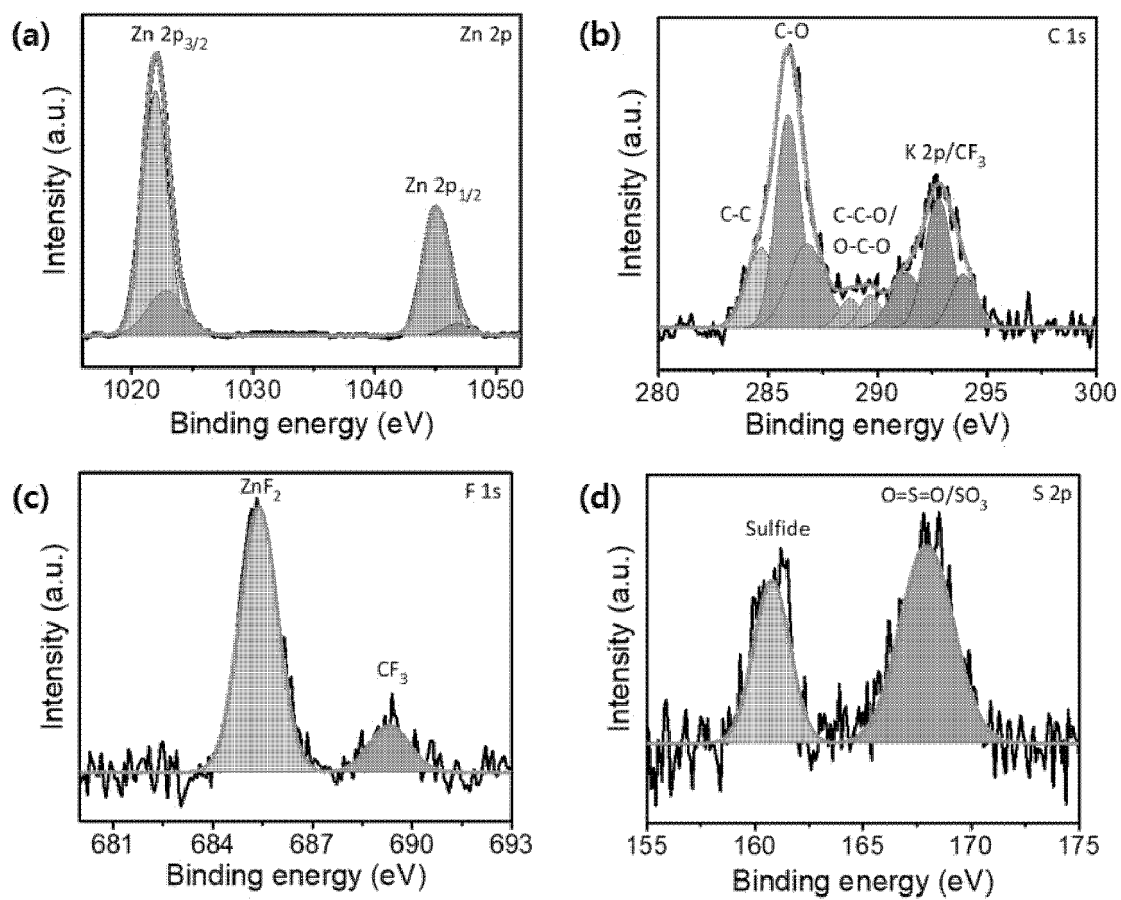 (a)
Zn 2p3/2
Zn 2p
Zn 2p1/2
Intensity (a.u.)
1020 1030 1040 1050
Binding energy (eV)
(b)
C-O
C 1s
K 2p/CF3
C-C
C-C-O/
O-C-O
Intensity (a.u.)
280 285 290 295 300
Binding energy (eV)
(c)
ZnF2
F 1s
CF3
Intensity (a.u.)
681 684 687 690 693
Binding energy (eV)
(d)
O=S=O/SO3
S 2p
Sulfide
Intensity (a.u.)
155 160 165 170 175
Binding energy (eV)